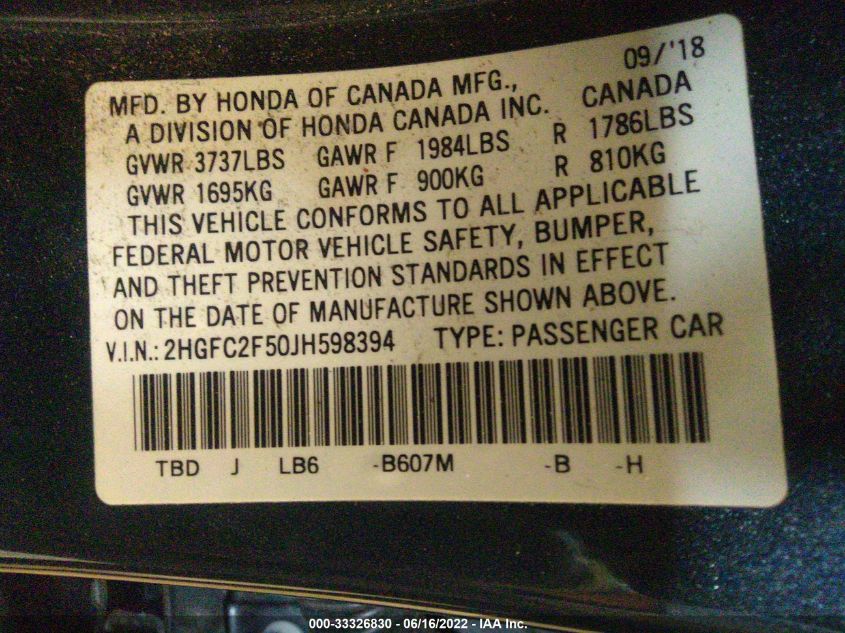 09/'18
MFD. BY HONDA OF CANADA MFG.,
A DIVISION OF HONDA CANADA INC. CANADA
GVWR 3737LBS GAWR F 1984LBS R 1786LBS
GVWR 1695KG GAWR F 900KG R 810KG
THIS VEHICLE CONFORMS TO ALL APPLICABLE
FEDERAL MOTOR VEHICLE SAFETY, BUMPER,
AND THEFT PREVENTION STANDARDS IN EFFECT
ON THE DATE OF MANUFACTURE SHOWN ABOVE.
V.I.N.: 2HGFC2F50JH598394 TYPE: PASSENGER CAR
TBD J LB6 -B607M -B -H
000-33326830 - 06/16/2022 - IAA Inc.